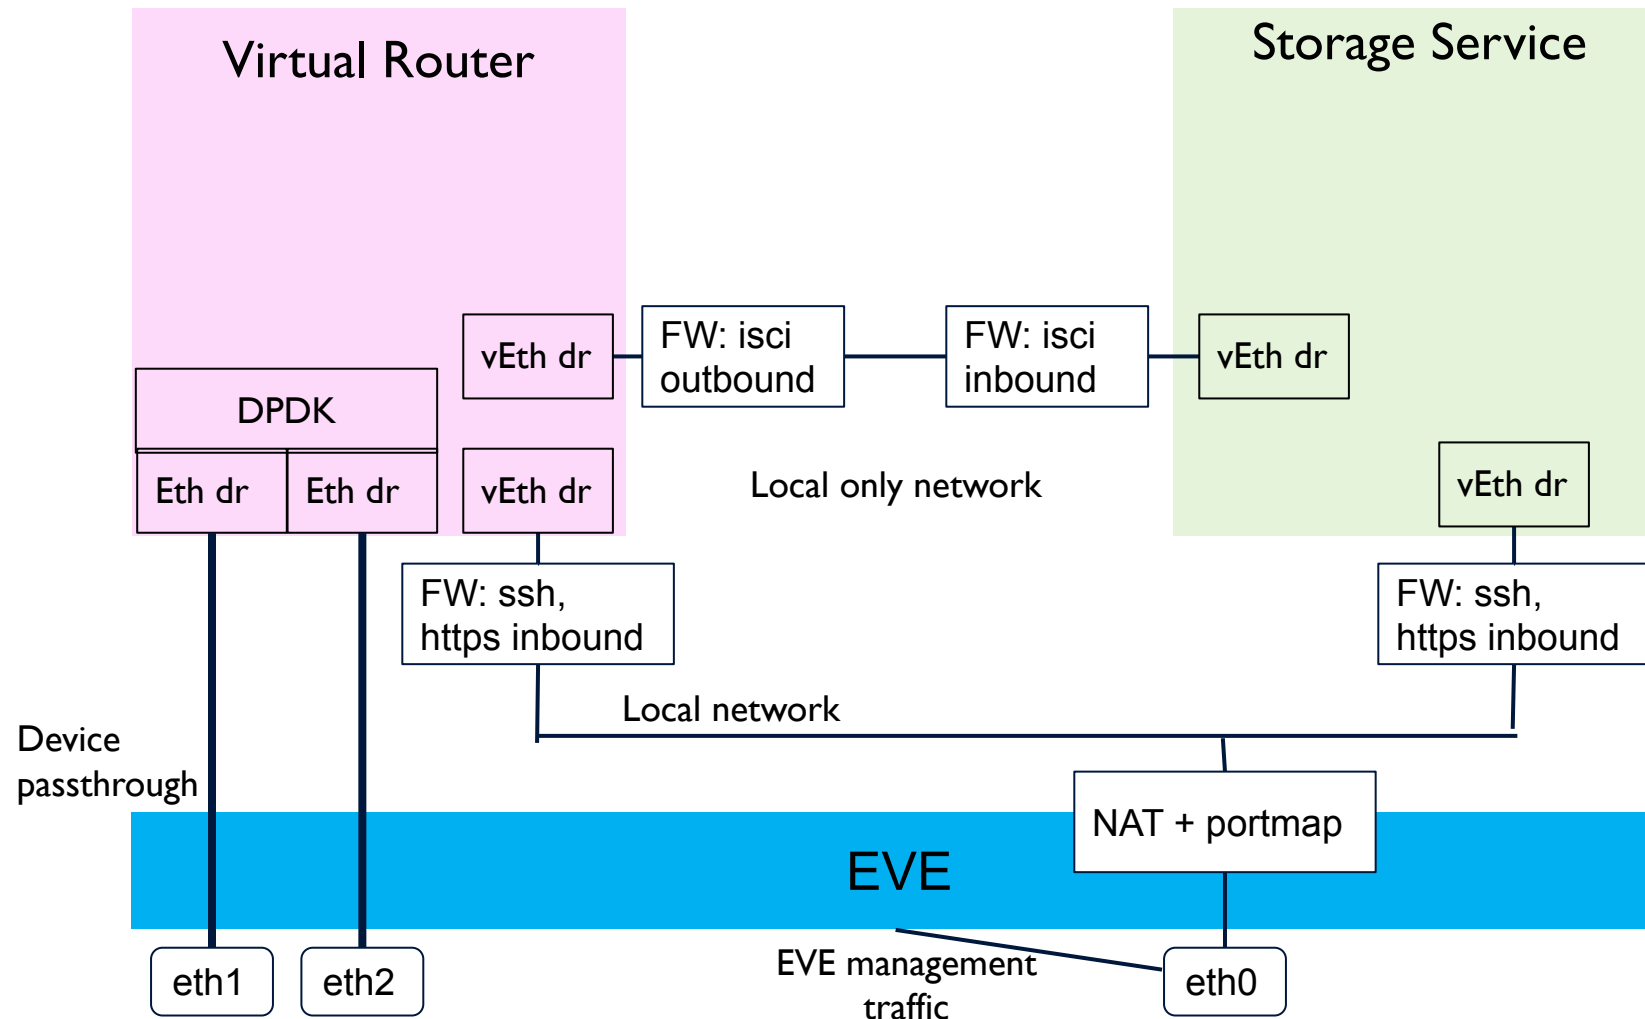 Virtual Router
Storage Service
vEth dr
FW: isci
outbound
FW: isci
inbound
vEth dr
DPDK
Eth dr
Eth dr
vEth dr
Local only network
vEth dr
FW: ssh,
https inbound
FW: ssh,
https inbound
Local network
Device
passthrough
NAT + portmap
EVE
EVE management
traffic
eth1
eth2
eth0